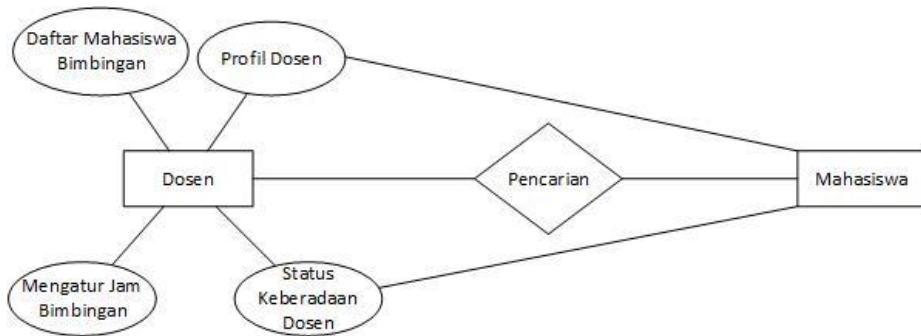 Daftar Mahasiswa
Bimbingan
Profil Dosen
Dosen
Pencarian
Mahasiswa
Mengatur Jam
Bimbingan
Status
Keberadaan
Dosen